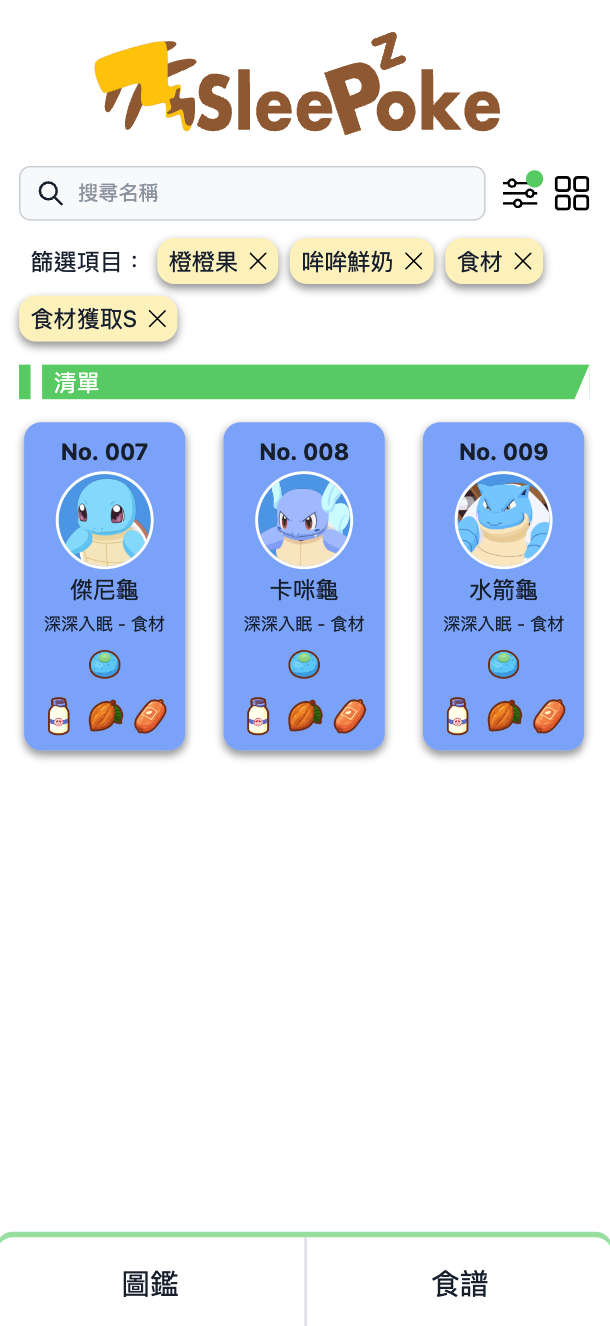 SleePoke
z
搜尋名稱
篩選項目： 橙橙果 哞哞鮮奶 食材
食材獲取S
清單
No. 007 No. 008 No. 009
傑尼龜 卡咪龜 水箭龜
深深入眠 - 食材 深深入眠 - 食材 深深入眠 - 食材
圖鑑 食譜